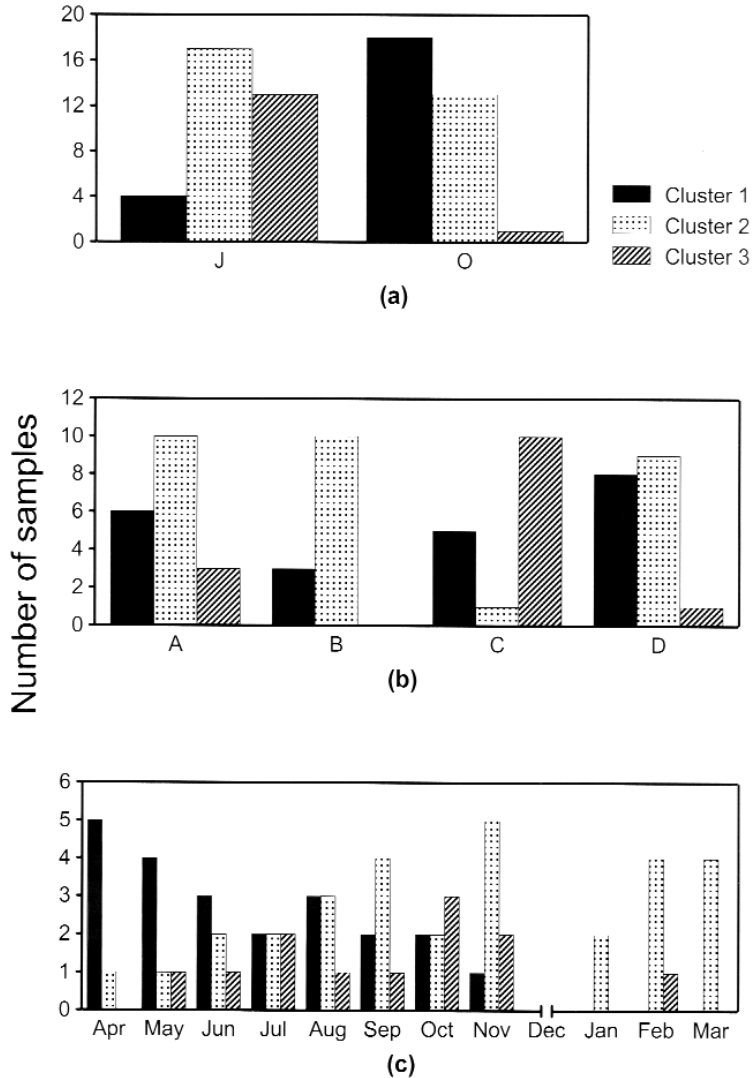 20
16
12
8
4
0
J O
Cluster 1
Cluster 2
Cluster 3
(a)
Number of samples
12
10
8
6
4
2
0
A B C D
(b)
6
5
4
3
2
1
0
Apr May Jun Jul Aug Sep Oct Nov Dec Jan Feb Mar
(c)